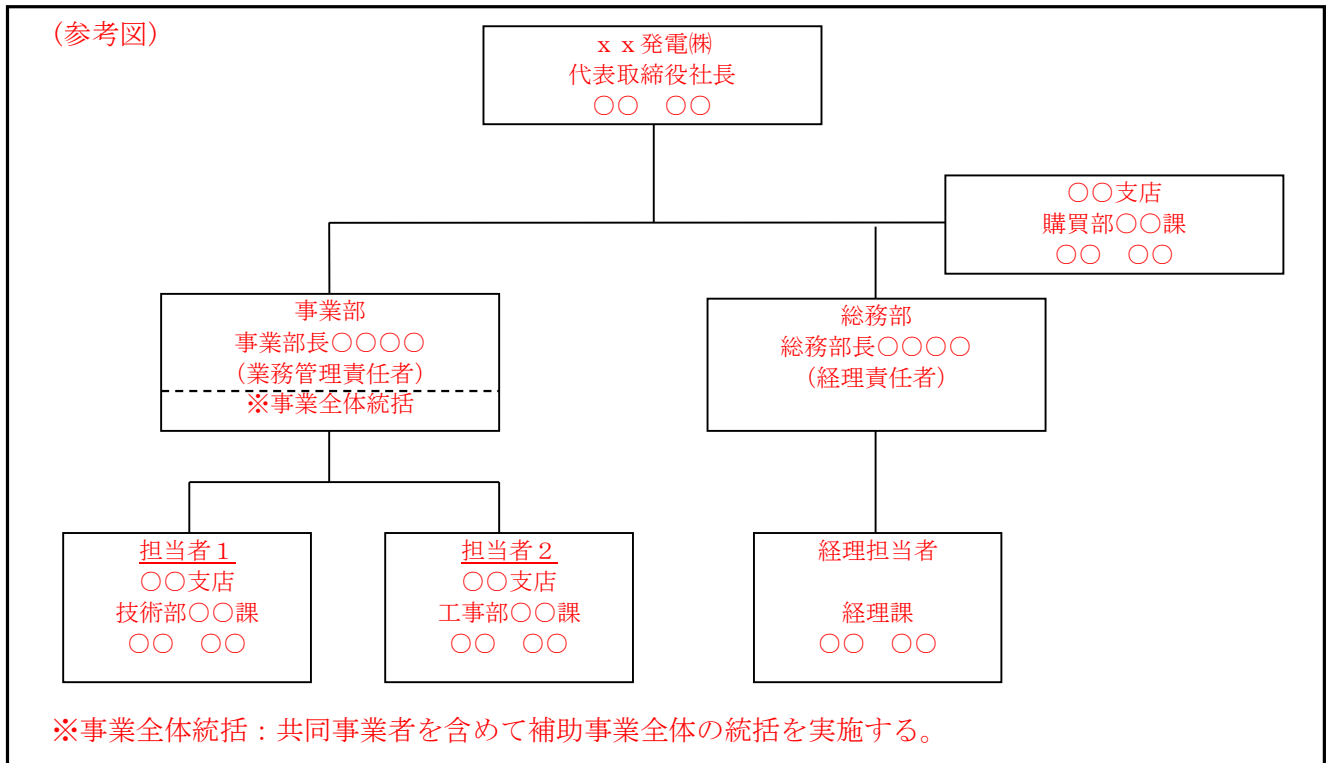 (参考図)
ｘｘ発電㈱
代表取締役社長
○○　○○
○○支店
購買部○○課
○○　○○
事業部
事業部長○○○○
(業務管理責任者)
※事業全体統括
総務部
総務部長○○○○
(経理責任者)
担当者１
○○支店
技術部○○課
○○　○○
担当者２
○○支店
工事部○○課
○○　○○
経理担当者
経理課
○○　○○
※事業全体統括：共同事業者を含めて補助事業全体の統括を実施する。